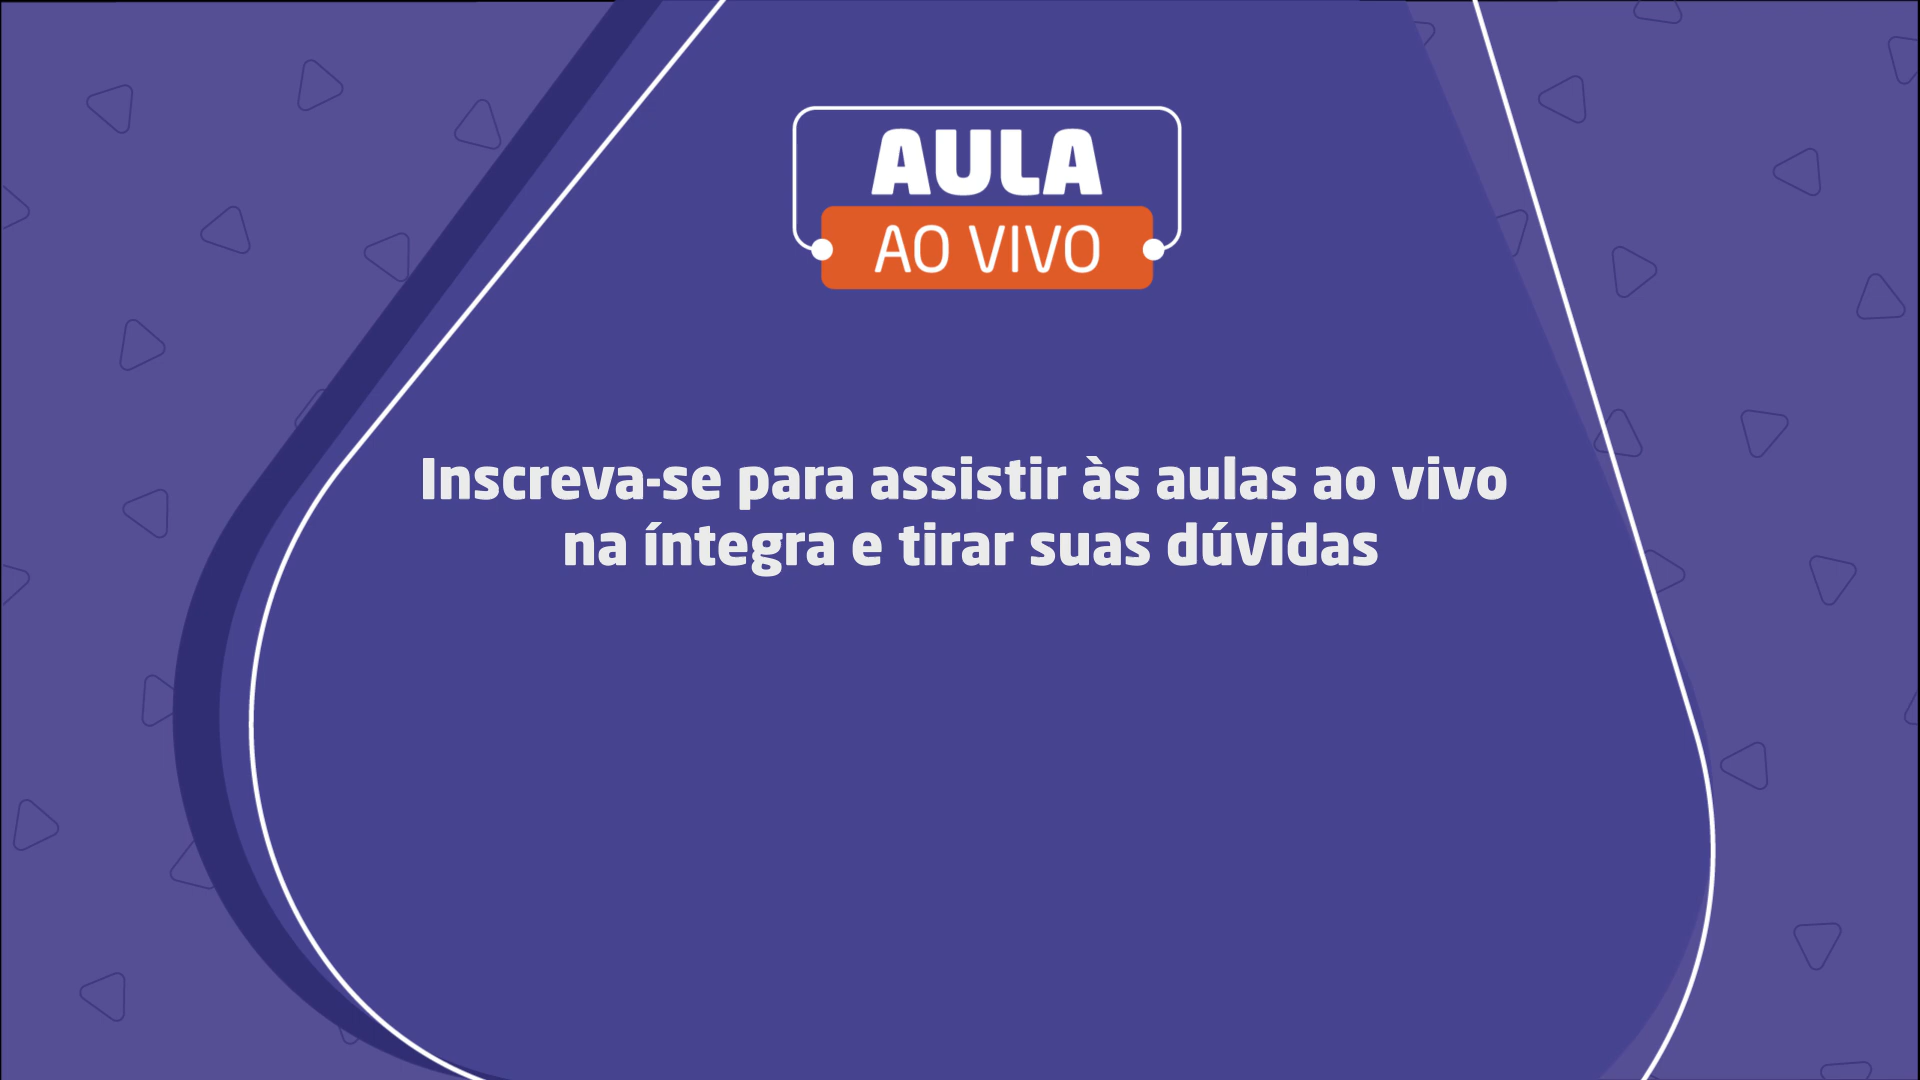 AULA
AO VIVO
Inscreva-se para assistir às aulas ao vivo
na íntegra e tirar suas dúvidas